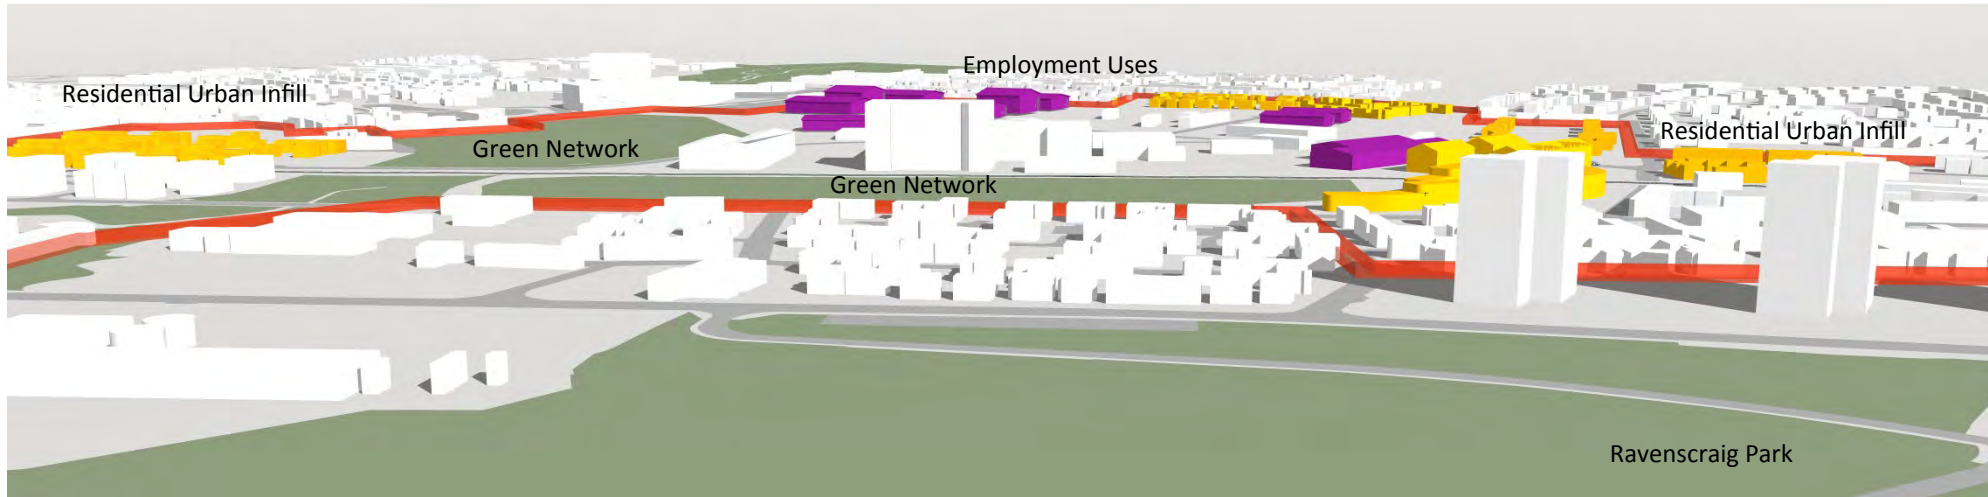 Employment Uses
Residential Urban Infill
Residential Urban Infill
Green Network
Green Network
Ravenscraig Park